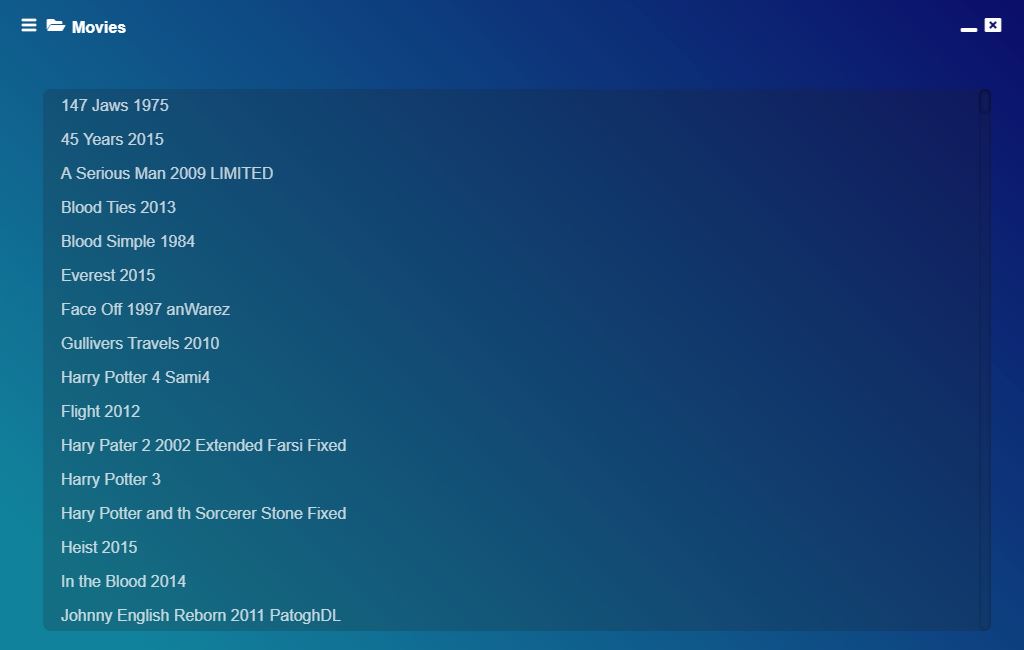 Movies
147 Jaws 1975
45 Years 2015
A Serious Man 2009 LIMITED
Blood Ties 2013
Blood Simple 1984
Everest 2015
Face Off 1997 anWarez
Gullivers Travels 2010
Harry Potter 4 Sami4
Flight 2012
Hary Pater 2 2002 Extended Farsi Fixed
Harry Potter 3
Hary Potter and th Sorcerer Stone Fixed
Heist 2015
In the Blood 2014
Johnny English Reborn 2011 PatoghDL